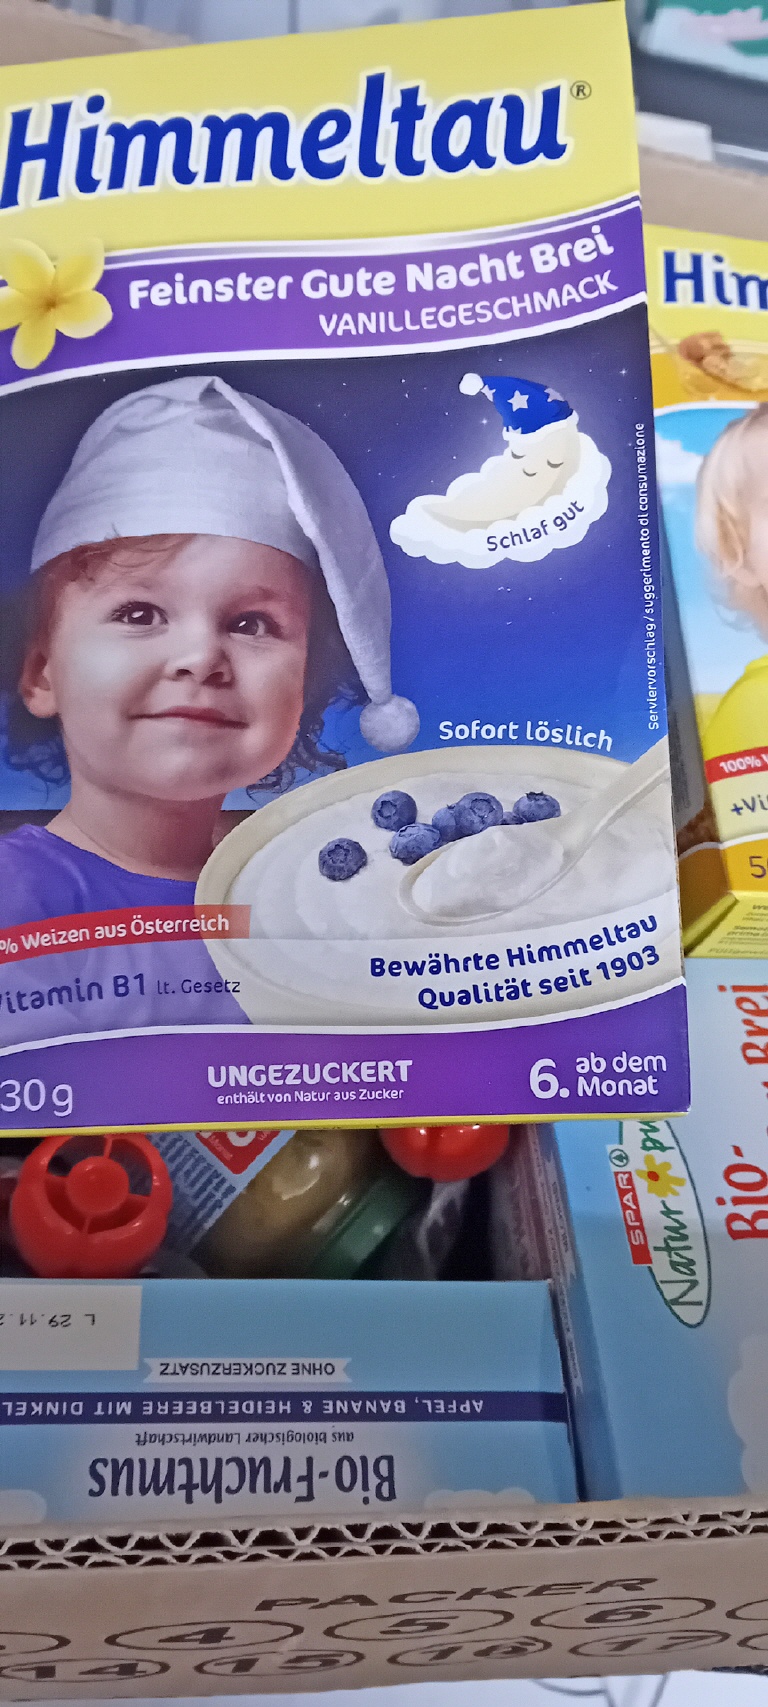 Himmeltau®
Feinster Gute Nacht Brei
VANILLEGESCHMACK
Schlaf gut
Serviervorschlag / suggerimento di consumazione
Sofort löslich
% Weizen aus Österreich
Vitamin B1 lt. Gesetz
Bewährte Himmeltau
Qualität seit 1903
30g
UNGEZUCKERT
enthält von Natur aus Zucker
6. ab dem
Monat
Him
100%
+Vi
5
SPAR
Natur pu
Bio-
Brei
L 29.11.2
OHNE ZUCKERZUSATZ
APFEL, BANANE & HEIDELBEERE MIT DINKEL
aus biologischer Landwirtschaft
Bio-Fruchtmus
PACKER
4 5 6
14 15 16 17